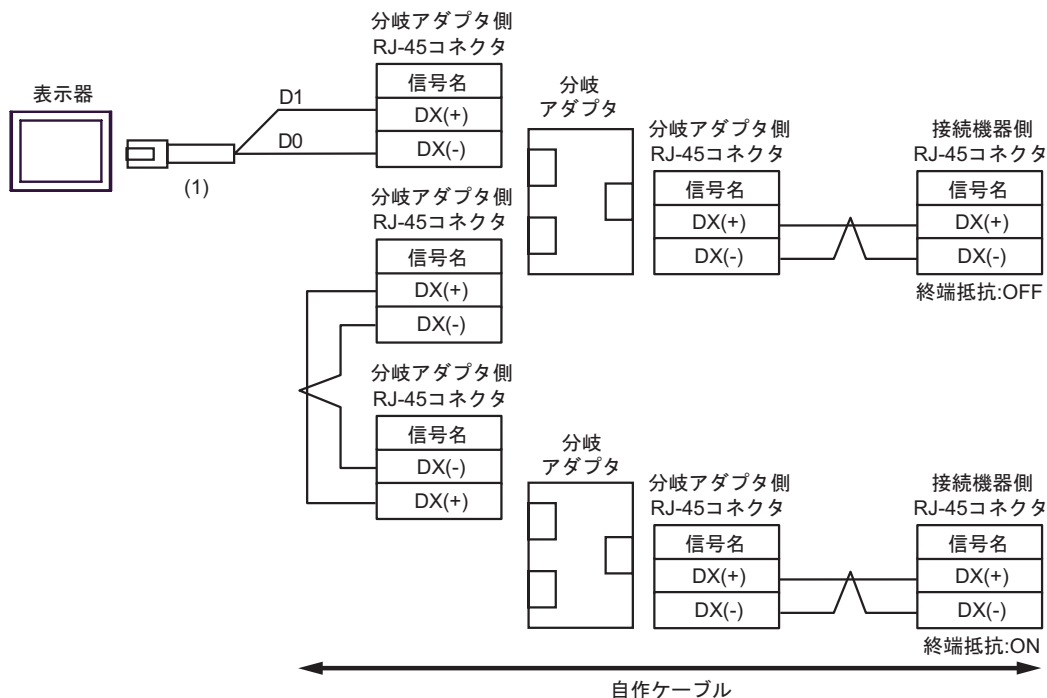 表示器
(1)
D1
D0
分岐アダプタ側
RJ-45コネクタ
信号名
DX(+)
DX(-)
分岐アダプタ側
RJ-45コネクタ
信号名
DX(+)
DX(-)
分岐アダプタ側
RJ-45コネクタ
信号名
DX(-)
DX(+)
分岐
アダプタ
分岐アダプタ側
RJ-45コネクタ
信号名
DX(+)
DX(-)
接続機器側
RJ-45コネクタ
信号名
DX(+)
DX(-)
終端抵抗:OFF
分岐
アダプタ
分岐アダプタ側
RJ-45コネクタ
信号名
DX(+)
DX(-)
接続機器側
RJ-45コネクタ
信号名
DX(+)
DX(-)
終端抵抗:ON
自作ケーブル